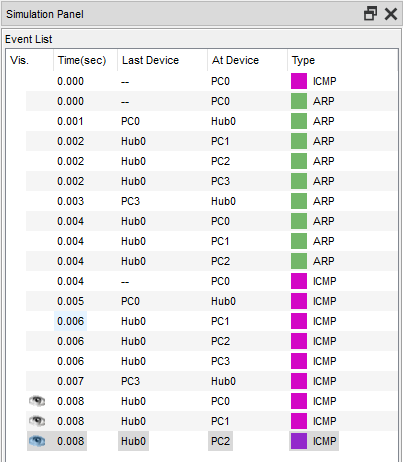 Simulation Panel
Event List
Vis. Time(sec) Last Device At Device Type
0.000 -- PC0 ICMP
0.000 -- PC0 ARP
0.001 PC0 Hub0 ARP
0.002 Hub0 PC1 ARP
0.002 Hub0 PC2 ARP
0.002 Hub0 PC3 ARP
0.003 PC3 Hub0 ARP
0.004 Hub0 PC0 ARP
0.004 Hub0 PC1 ARP
0.004 Hub0 PC2 ARP
0.004 -- PC0 ICMP
0.005 PC0 Hub0 ICMP
0.006 Hub0 PC1 ICMP
0.006 Hub0 PC2 ICMP
0.006 Hub0 PC3 ICMP
0.007 PC3 Hub0 ICMP
0.008 Hub0 PC0 ICMP
0.008 Hub0 PC1 ICMP
0.008 Hub0 PC2 ICMP